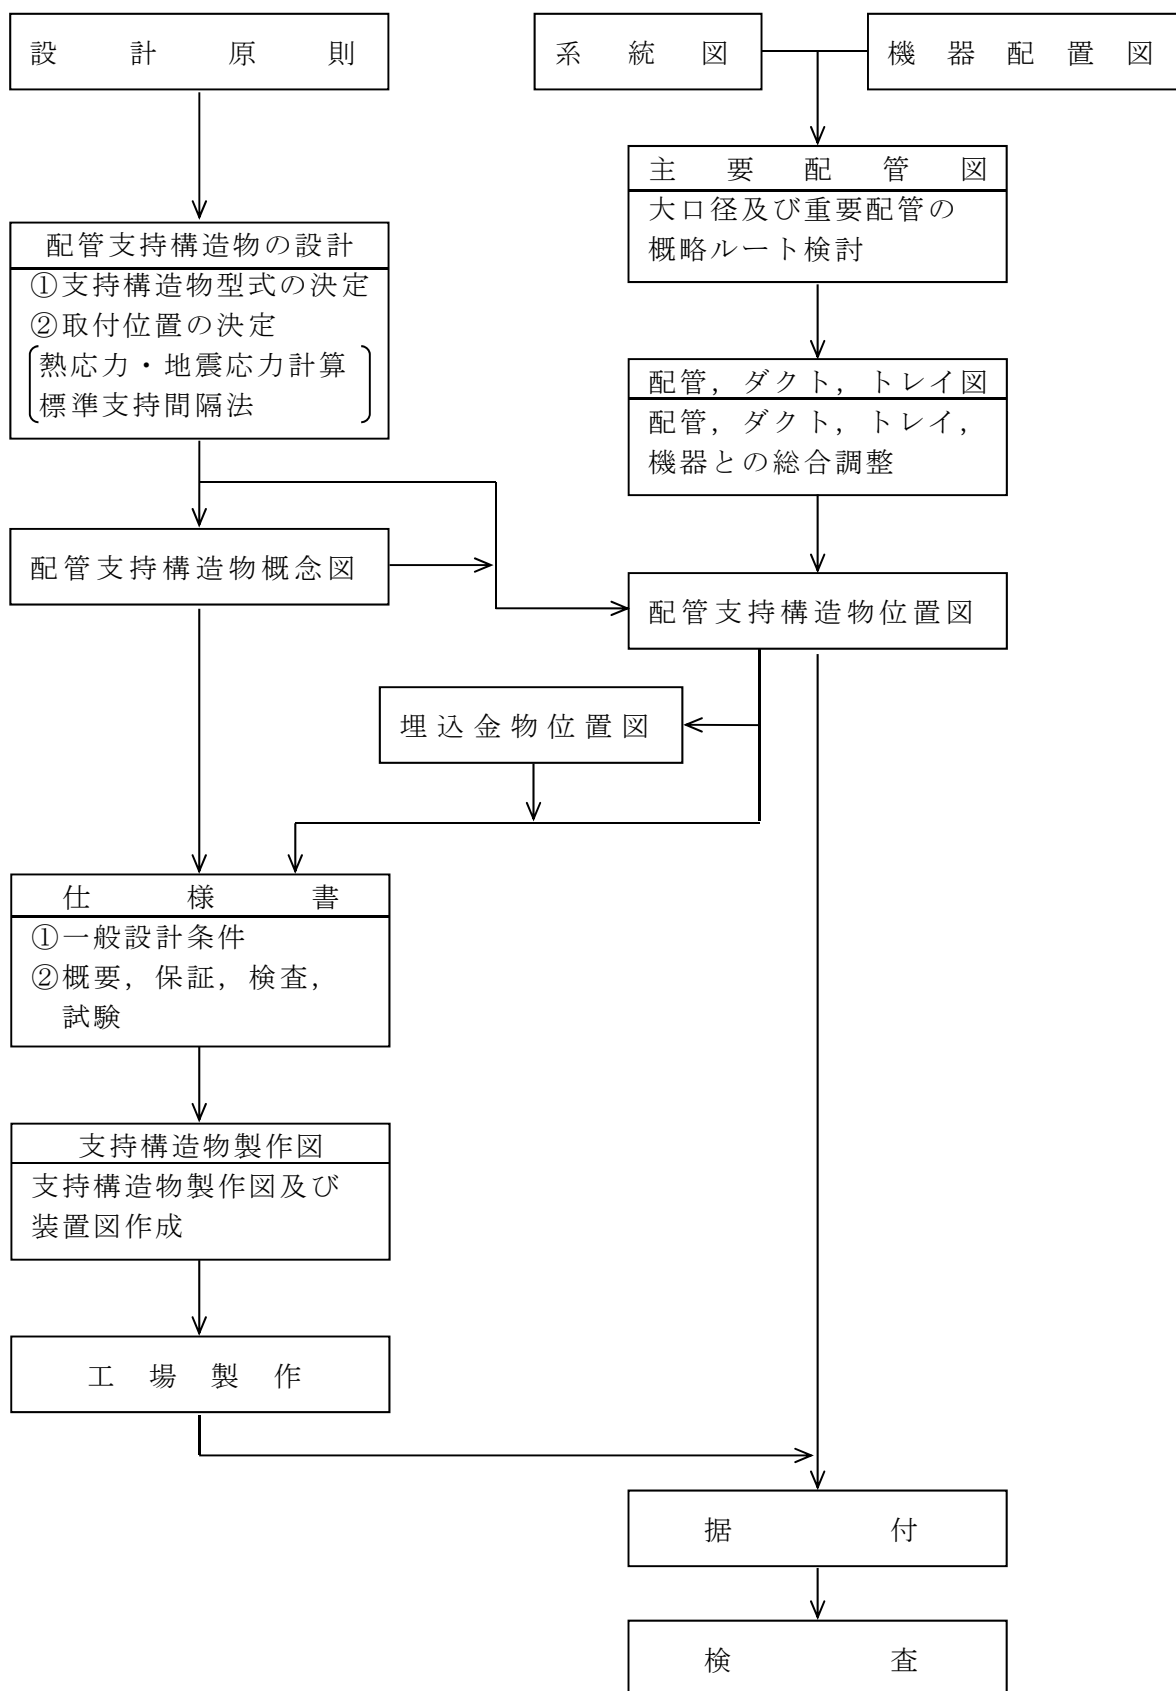 設計原則
系統図
機器配置図
主要配管図
大口径及び重要配管の
概略ルート検討
配管支持構造物の設計
①支持構造物型式の決定
②取付位置の決定
熱応力・地震応力計算
標準支持間隔法
配管，ダクト，トレイ図
配管，ダクト，トレイ，
機器との総合調整
配管支持構造物概念図
配管支持構造物位置図
埋込金物位置図
仕様書
①一般設計条件
②概要，保証，検査，
試験
支持構造物製作図
支持構造物製作図及び
装置図作成
工場製作
据付
検査